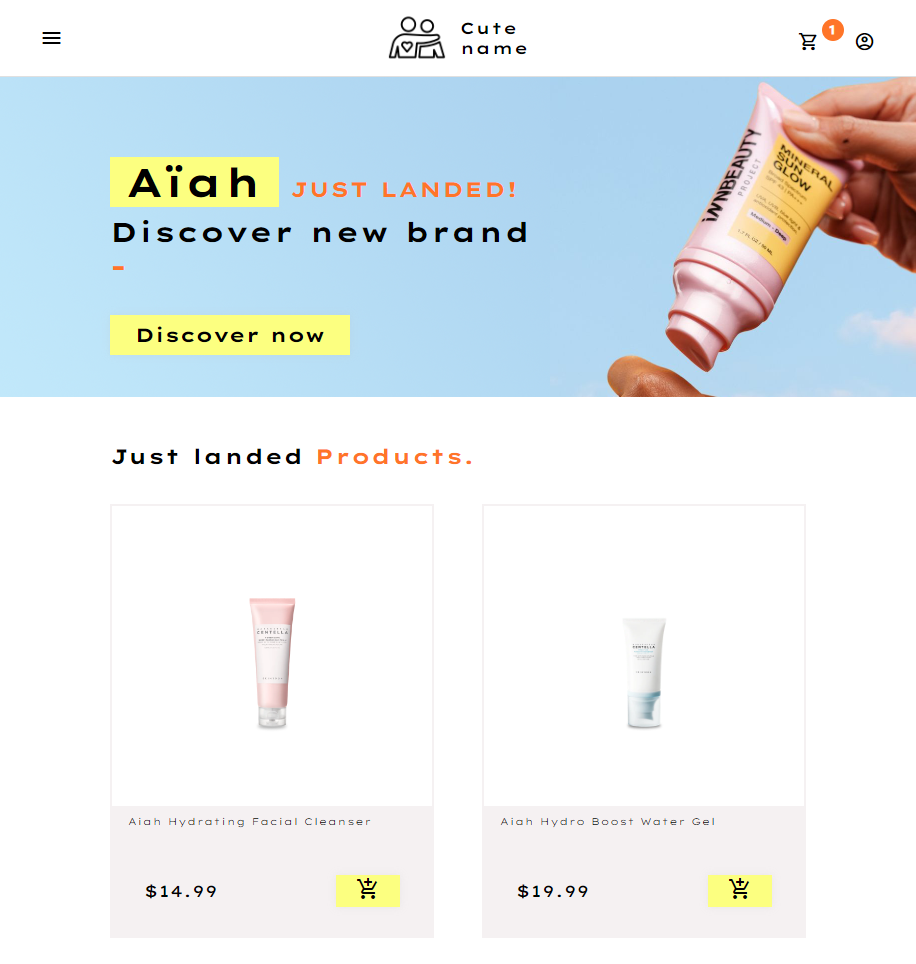 Cute
name
1
Aïah JUST LANDED!
Discover new brand
-
Discover now
iNNBEAUTY
PROJECT
MINERAL
SUN
GLOW
Medium - Deep
Just landed Products.
CENTELLA
CENTELLA
Aiah Hydrating Facial Cleanser
Aiah Hydro Boost Water Gel
$14.99
$19.99